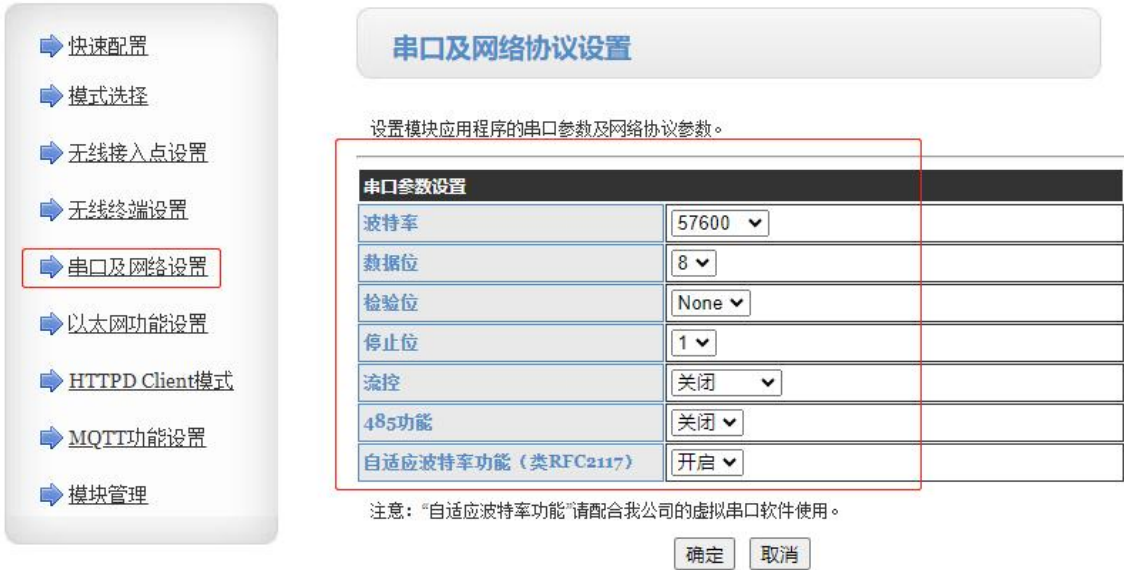 快速配置
模式选择
无线接入点设置
无线终端设置
串口及网络设置
以太网功能设置
HTTPD Client模式
MQTT功能设置
模块管理
串口及网络协议设置
设置模块应用程序的串口参数及网络协议参数。
串口参数设置
波特率 57600
数据位 8
检验位 None
停止位 1
流控 关闭
485功能 关闭
自适应波特率功能（类RFC2117） 开启
注意：“自适应波特率功能”请配合我公司的虚拟串口软件使用。
确定 取消